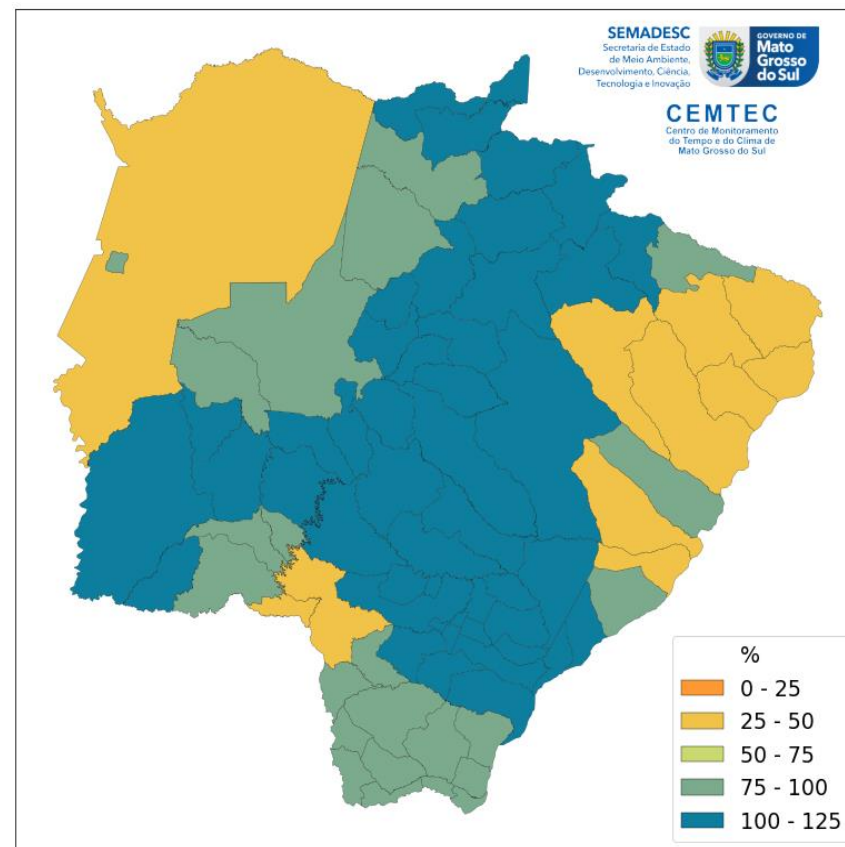 SEMADESC
Secretaria de Estado
de Meio Ambiente,
Desenvolvimento, Ciência,
Tecnologia e Inovação
GOVERNO DE
Mato
Grosso
do Sul
CEMTEC
Centro de Monitoramento
do Tempo e do Clima de
Mato Grosso do Sul
%
0 - 25
25 - 50
50 - 75
75 - 100
100 - 125